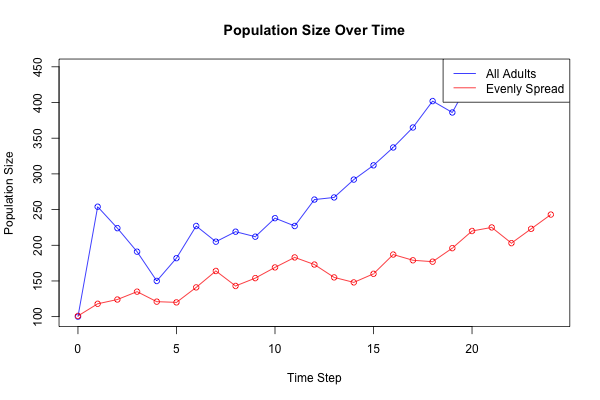 Population Size Over Time
Population Size
450
400
350
300
250
200
150
100
All Adults
Evenly Spread
0 5 10 15 20
Time Step